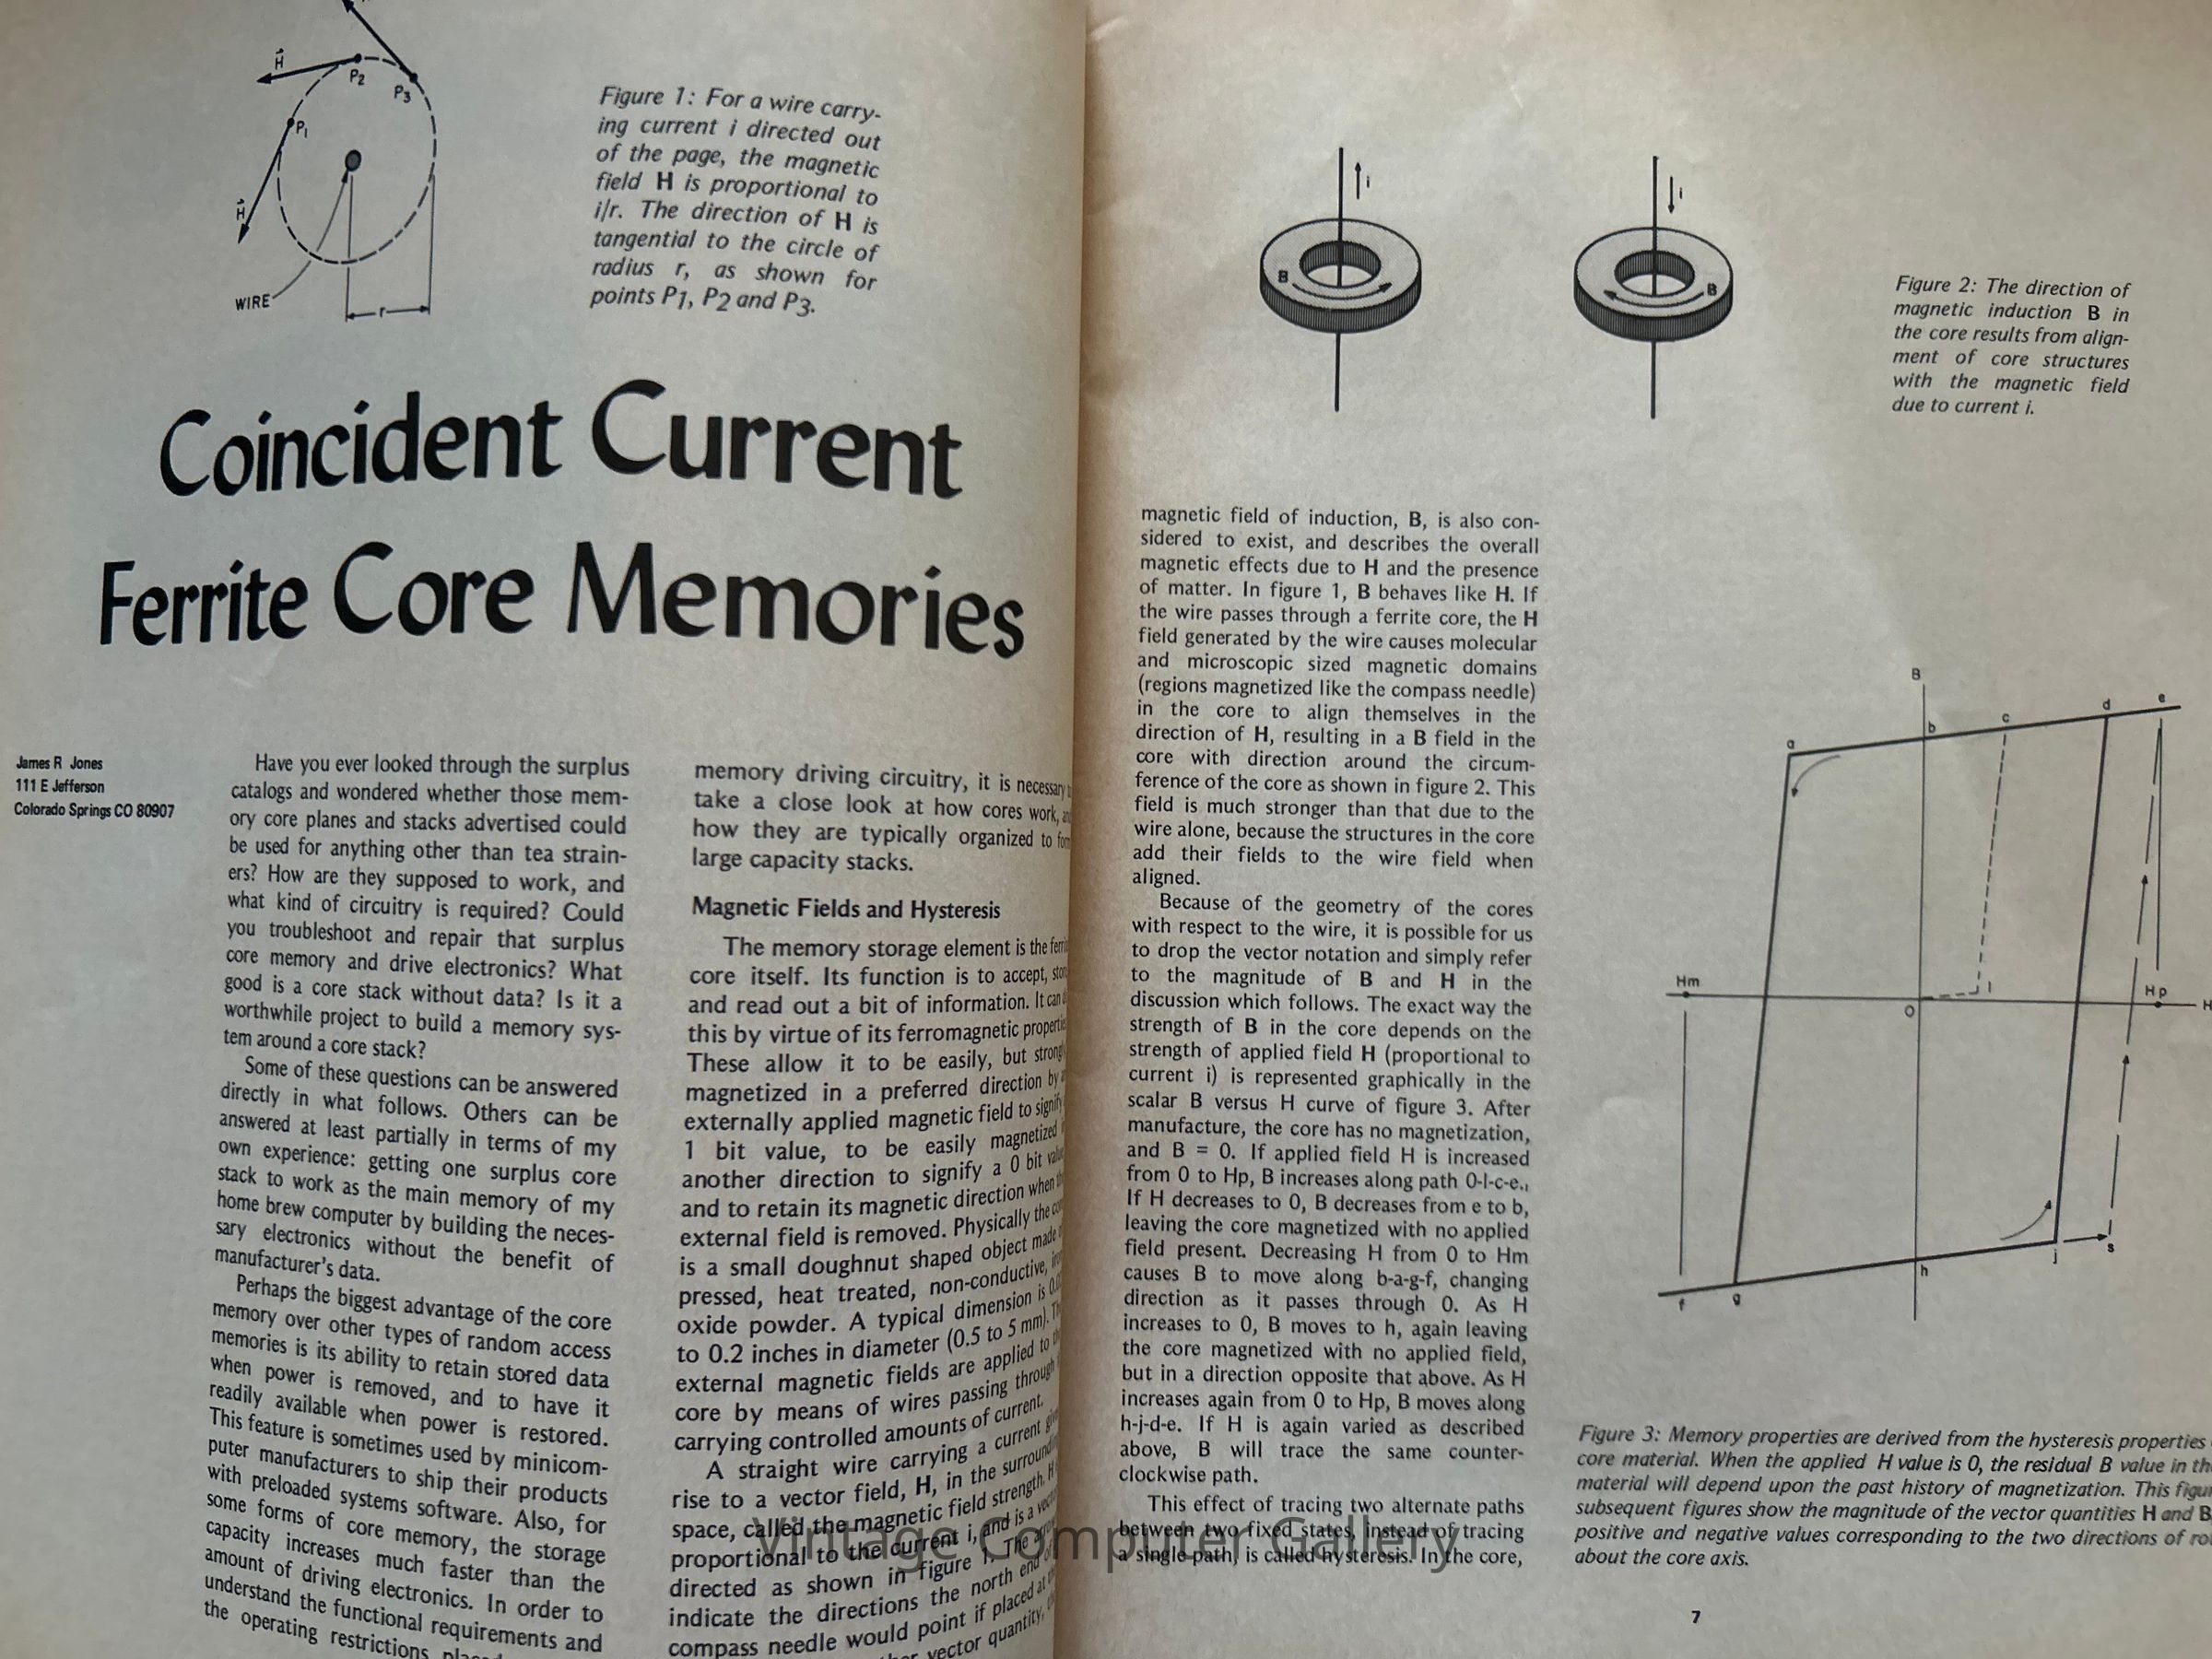 H
P2
P3
P1
H
WIRE
r
Figure 1: For a wire carry-
ing current i directed out
of the page, the magnetic
field H is proportional to
i/r. The direction of H is
tangential to the circle of
radius r, as shown for
points P1, P2 and P3.
Coincident Current
Ferrite Core Memories
James R Jones
111 E Jefferson
Colorado Springs CO 80907
Have you ever looked through the surplus
catalogs and wondered whether those mem-
ory core planes and stacks advertised could
be used for anything other than tea strain-
ers? How are they supposed to work, and
what kind of circuitry is required? Could
you troubleshoot and repair that surplus
core memory and drive electronics? What
good is a core stack without data? Is it a
worthwhile project to build a memory sys-
tem around a core stack?
Some of these questions can be answered
directly in what follows. Others can be
answered at least partially in terms of my
own experience: getting one surplus core
stack to work as the main memory of my
home brew computer by building the neces-
sary electronics without the benefit of
manufacturer's data.
Perhaps the biggest advantage of the core
memory over other types of random access
memories is its ability to retain stored data
when power is removed, and to have it
readily available when power is restored.
This feature is sometimes used by minicom-
puter manufacturers to ship their products
with preloaded systems software. Also, for
some forms of core memory, the storage
capacity increases much faster than the
amount of driving electronics. In order to
understand the functional requirements and
the operating restrictions
memory driving circuitry, it is necessary
take a close look at how cores work,
how they are typically organized to
large capacity stacks.
Magnetic Fields and Hysteresis
The memory storage element is the
core itself. Its function is to accept,
and read out a bit of information. It can
this by virtue of its ferromagnetic
These allow it to be easily, but
magnetized in a preferred direction by
externally applied magnetic field to signify
1 bit value, to be easily magnetized
another direction to signify a 0 bit
and to retain its magnetic direction when
external field is removed. Physically the
is a small doughnut shaped object made
pressed, heat treated, non-conductive,
oxide powder. A typical dimension is
to 0.2 inches in diameter (0.5 to 5 mm).
external magnetic fields are applied to
core by means of wires passing through
carrying controlled amounts of current.
A straight wire carrying a current
rise to a vector field, H, in the
space, called the magnetic field strength. H
proportional to the current i, and is a
directed as shown in figure 1. The
indicate the directions the north end
compass needle would point if placed at
vector quantity,
i
B
i
B
Figure 2: The direction of
magnetic induction B in
the core results from align-
ment of core structures
with the magnetic field
due to current i.
magnetic field of induction, B, is also con-
sidered to exist, and describes the overall
magnetic effects due to H and the presence
of matter. In figure 1, B behaves like H. If
the wire passes through a ferrite core, the H
field generated by the wire causes molecular
and microscopic sized magnetic domains
(regions magnetized like the compass needle)
in the core to align themselves in the
direction of H, resulting in a B field in the
core with direction around the circum-
ference of the core as shown in figure 2. This
field is much stronger than that due to the
wire alone, because the structures in the core
add their fields to the wire field when
aligned.
Because of the geometry of the cores
with respect to the wire, it is possible for us
to drop the vector notation and simply refer
to the magnitude of B and H in the
discussion which follows. The exact way the
strength of B in the core depends on the
strength of applied field H (proportional to
current i) is represented graphically in the
scalar B versus H curve of figure 3. After
manufacture, the core has no magnetization,
and B = 0. If applied field H is increased
from 0 to Hp, B increases along path 0-l-c-e.,
If H decreases to 0, B decreases from e to b,
leaving the core magnetized with no applied
field present. Decreasing H from 0 to Hm
causes B to move along b-a-g-f, changing
direction as it passes through 0. As H
increases to 0, B moves to h, again leaving
the core magnetized with no applied field,
but in a direction opposite that above. As H
increases again from 0 to Hp, B moves along
h-j-d-e. If H is again varied as described
above, B will trace the same counter-
clockwise path.
This effect of tracing two alternate paths
between two fixed states, instead of tracing
a single path, is called hysteresis. In the core,
B
a
b
c
d
e
Hm
O
l
Hp
H
f
g
h
j
s
Figure 3: Memory properties are derived from the hysteresis properties
core material. When the applied H value is 0, the residual B value in
material will depend upon the past history of magnetization. This
subsequent figures show the magnitude of the vector quantities H and B
positive and negative values corresponding to the two directions of
about the core axis.
7
Vintage Computer Gallery